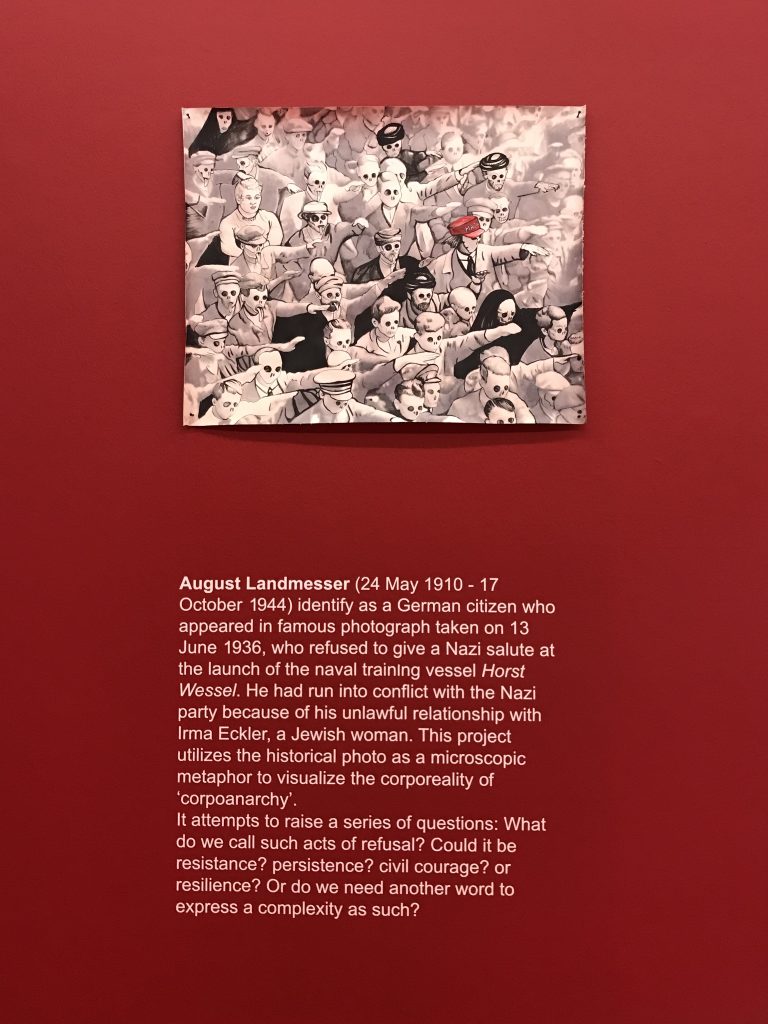 August Landmesser (24 May 1910 - 17
October 1944) identify as a German citizen who
appeared in famous photograph taken on 13
June 1936, who refused to give a Nazi salute at
the launch of the naval training vessel Horst
Wessel. He had run into conflict with the Nazi
party because of his unlawful relationship with
Irma Eckler, a Jewish woman. This project
utilizes the historical photo as a microscopic
metaphor to visualize the corporeality of
‘corpoanarchy’.
It attempts to raise a series of questions: What
do we call such acts of refusal? Could it be
resistance? persistence? civil courage? or
resilience? Or do we need another word to
express a complexity as such?